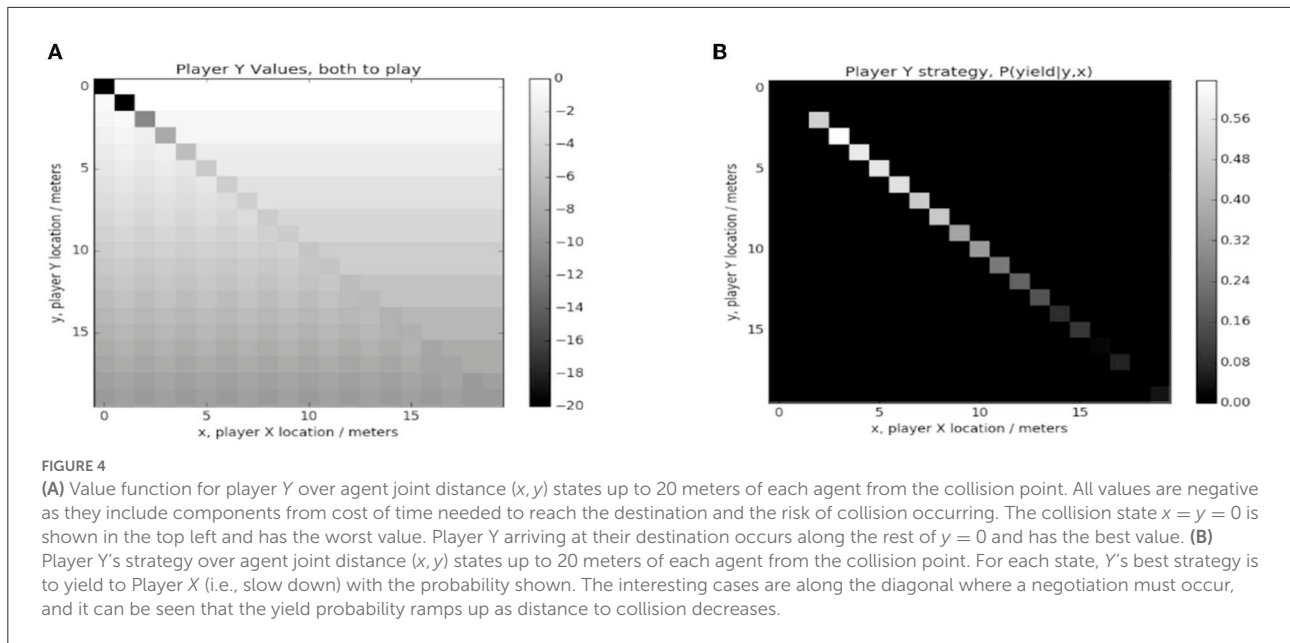 A
Player Y Values, both to play
0
5
10
15
y, player Y location / meters
0
5
10
15
x, player X location / meters
0
−2
−4
−6
−8
−10
−12
−14
−16
−18
−20
B
Player Y strategy, P(yield|y,x)
0
5
10
15
y, player Y location / meters
0
5
10
15
x, player X location / meters
0.56
0.48
0.40
0.32
0.24
0.16
0.08
0.00
FIGURE 4
(A) Value function for player Y over agent joint distance (x, y) states up to 20 meters of each agent from the collision point. All values are negative
as they include components from cost of time needed to reach the destination and the risk of collision occurring. The collision state x = y = 0 is
shown in the top left and has the worst value. Player Y arriving at their destination occurs along the rest of y = 0 and has the best value. (B)
Player Y's strategy over agent joint distance (x, y) states up to 20 meters of each agent from the collision point. For each state, Y's best strategy is
to yield to Player X (i.e., slow down) with the probability shown. The interesting cases are along the diagonal where a negotiation must occur,
and it can be seen that the yield probability ramps up as distance to collision decreases.